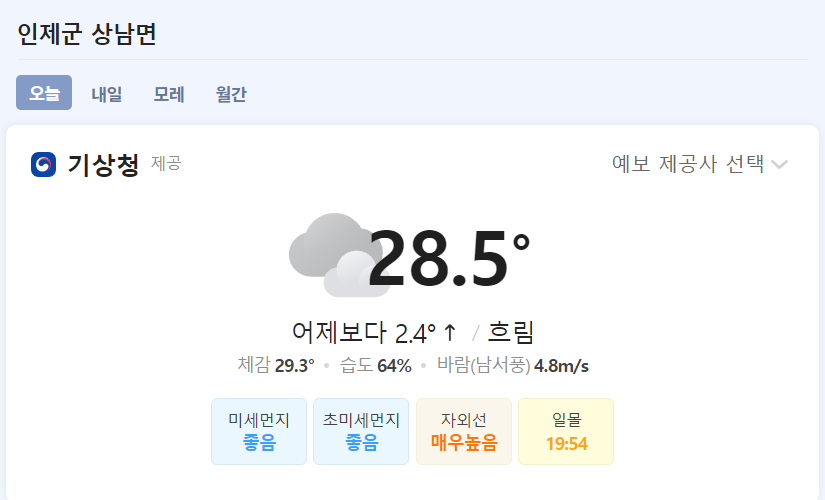 인제군 상남면
오늘 내일 모레 월간
기상청 제공 예보 제공사 선택
28.5°
어제보다 2.4° ↑ / 흐림
체감 29.3° • 습도 64% • 바람(남서풍) 4.8m/s
미세먼지 초미세먼지 자외선 일몰
좋음 좋음 매우높음 19:54